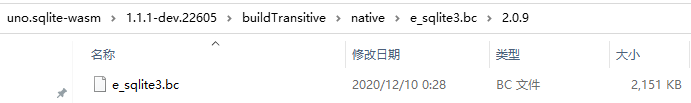 uno.sqlite-wasm > 1.1.1-dev.22605 > buildTransitive > native > e_sqlite3.bc > 2.0.9
名称 修改日期 类型 大小
e_sqlite3.bc 2020/12/10 0:28 BC 文件 2,151 KB